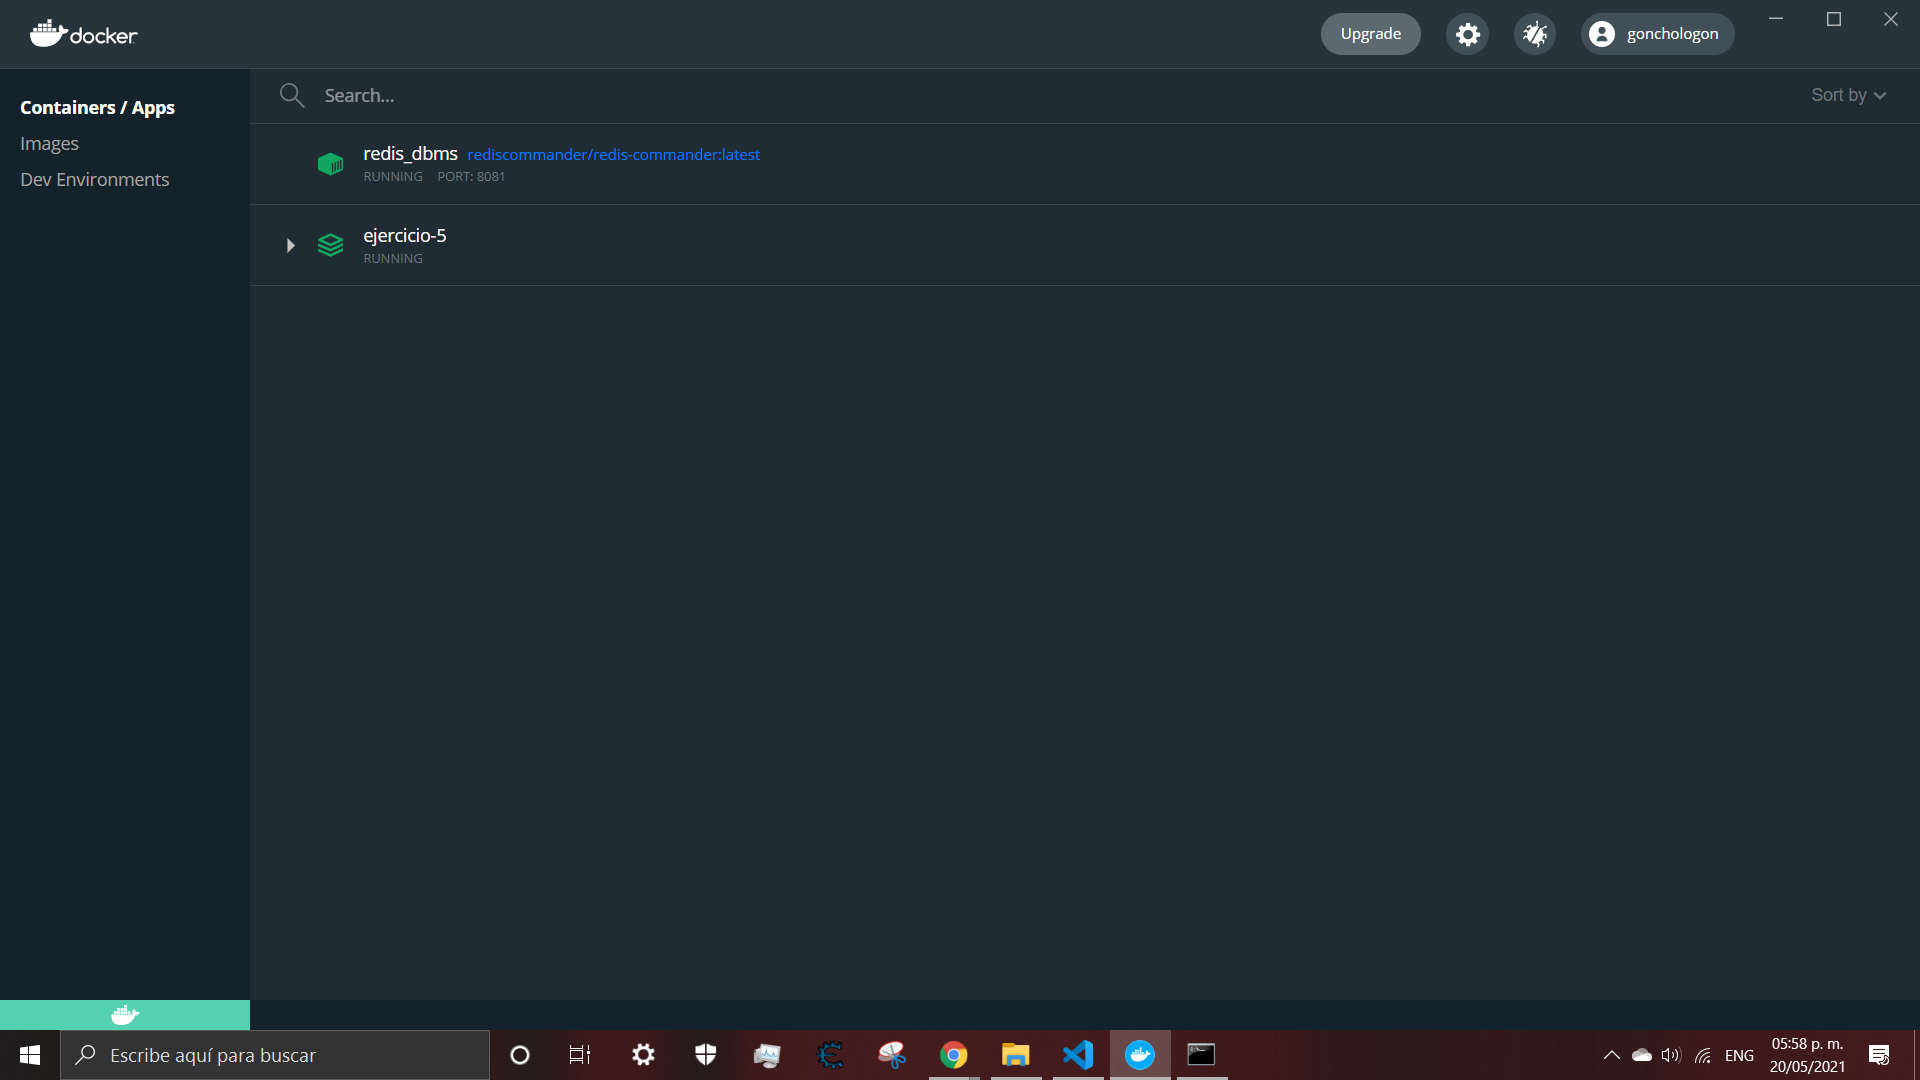 docker
Upgrade
gonchologon
Containers / Apps
Images
Dev Environments
Search...
Sort by
redis_dbms rediscommander/redis-commander:latest
RUNNING PORT: 8081
ejercicio-5
RUNNING
Escribe aquí para buscar
ENG
05:58 p. m.
20/05/2021